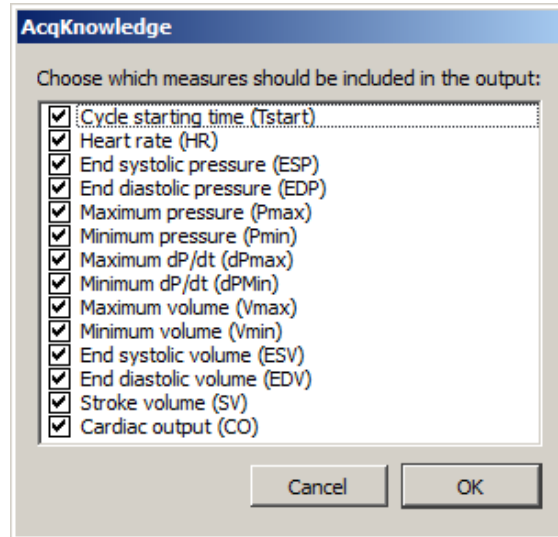 AcqKnowledge
Choose which measures should be included in the output:
Cycle starting time (Tstart)
Heart rate (HR)
End systolic pressure (ESP)
End diastolic pressure (EDP)
Maximum pressure (Pmax)
Minimum pressure (Pmin)
Maximum dP/dt (dPmax)
Minimum dP/dt (dPMin)
Maximum volume (Vmax)
Minimum volume (Vmin)
End systolic volume (ESV)
End diastolic volume (EDV)
Stroke volume (SV)
Cardiac output (CO)
Cancel OK